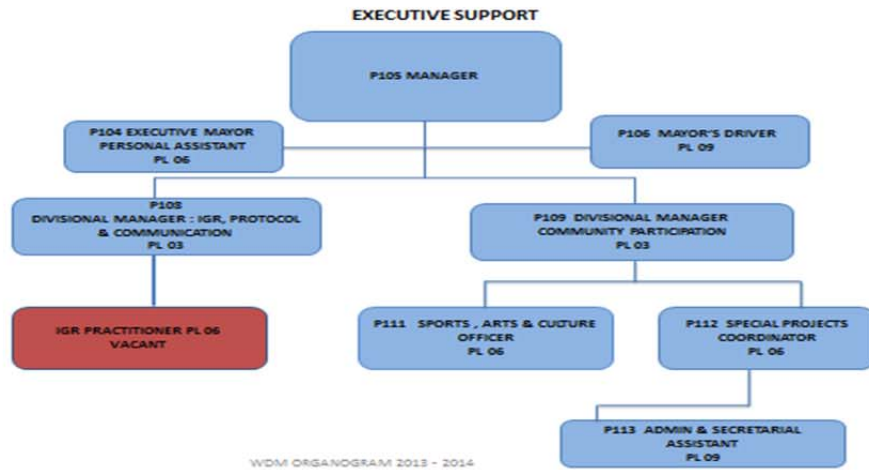 EXECUTIVE SUPPORT
P105 MANAGER
P104 EXECUTIVE MAYOR
PERSONAL ASSISTANT
PL 06
P106 MAYOR'S DRIVER
PL 09
P108
DIVISIONAL MANAGER : IGR, PROTOCOL
& COMMUNICATION
PL 03
P109 DIVISIONAL MANAGER
COMMUNITY PARTICIPATION
PL 03
IGR PRACTITIONER PL 06
VACANT
P111 SPORTS , ARTS & CULTURE
OFFICER
PL 06
P112 SPECIAL PROJECTS
COORDINATOR
PL 06
P113 ADMIN & SECRETARIAL
ASSISTANT
PL 09
WDM ORGANOGRAM 2013 - 2014